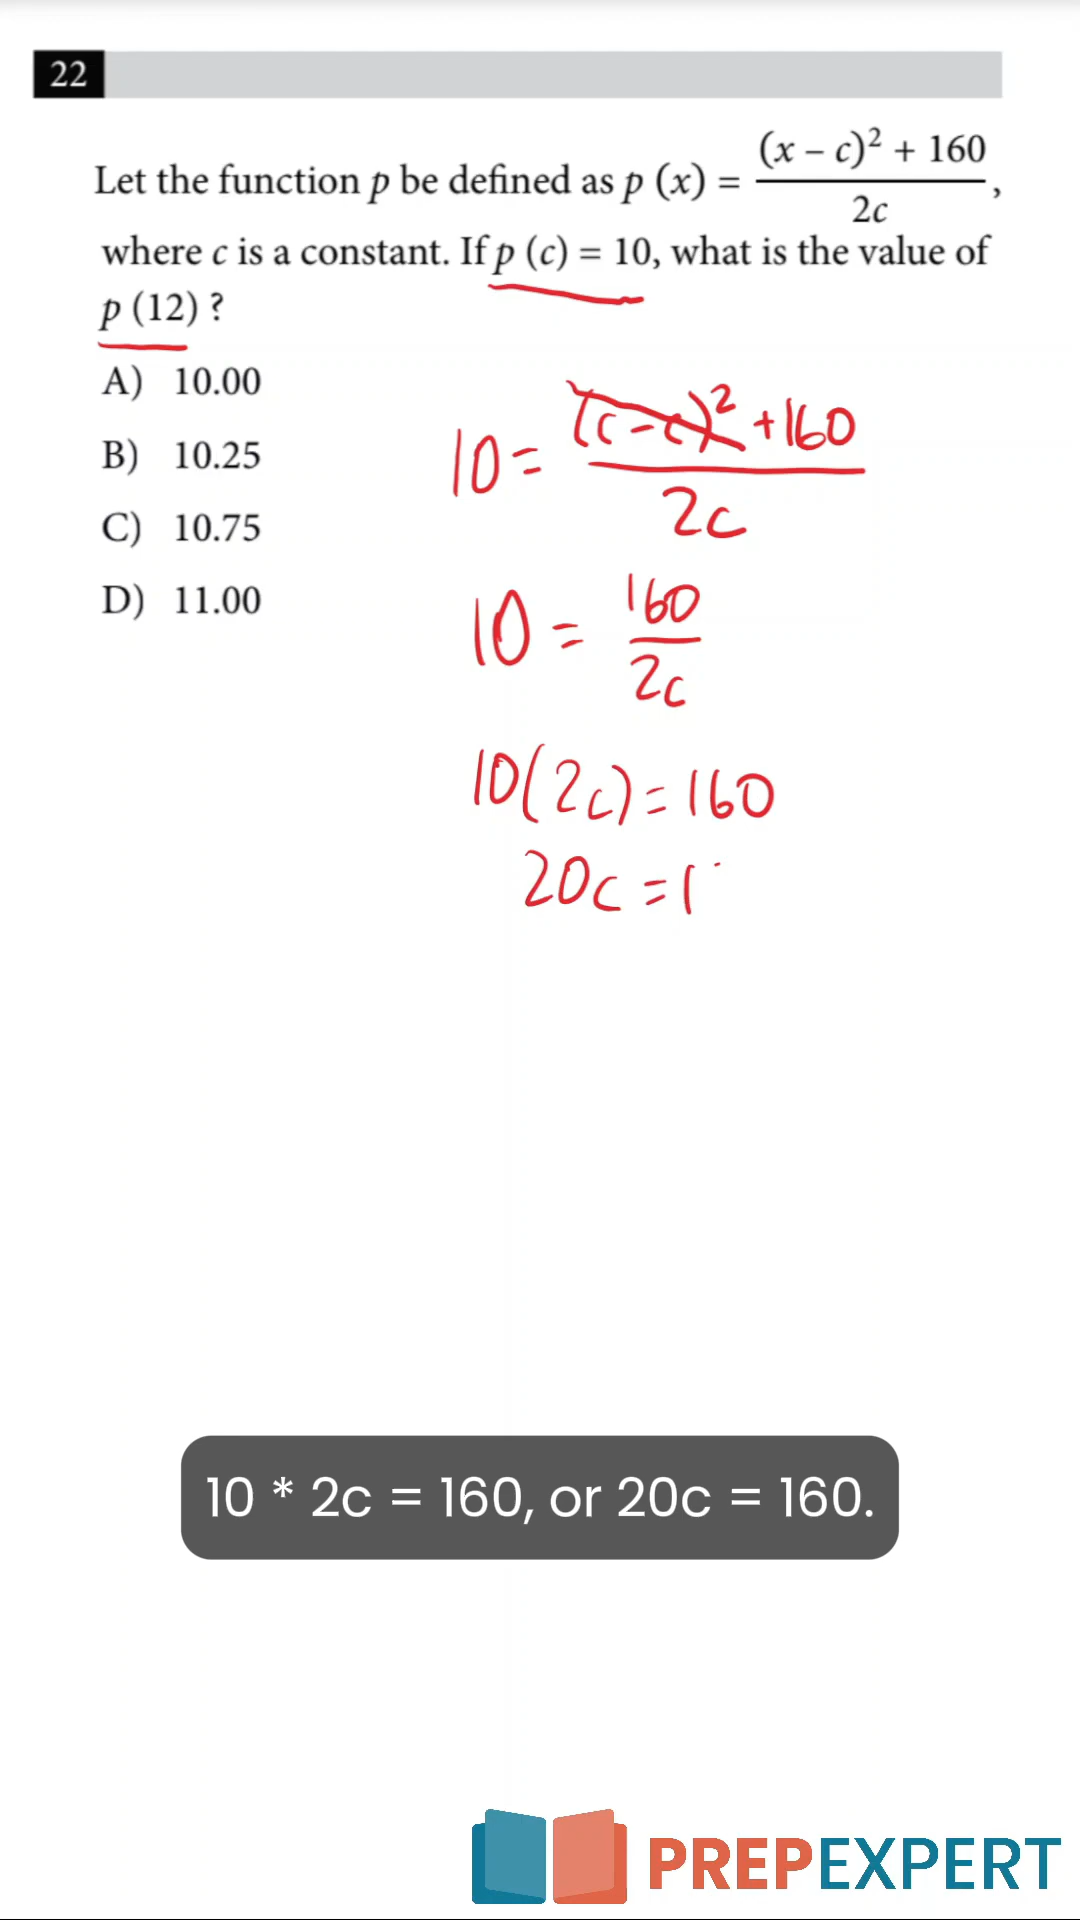 22
Let the function p be defined as p (x) = (x – c)² + 160 / 2c,
where c is a constant. If p (c) = 10, what is the value of
p (12) ?
A) 10.00
B) 10.25
C) 10.75
D) 11.00
10 = (c - c)² + 160 / 2c
10 = 160 / 2c
10(2c) = 160
20c = 1
10 * 2c = 160, or 20c = 160.
PREPEXPERT